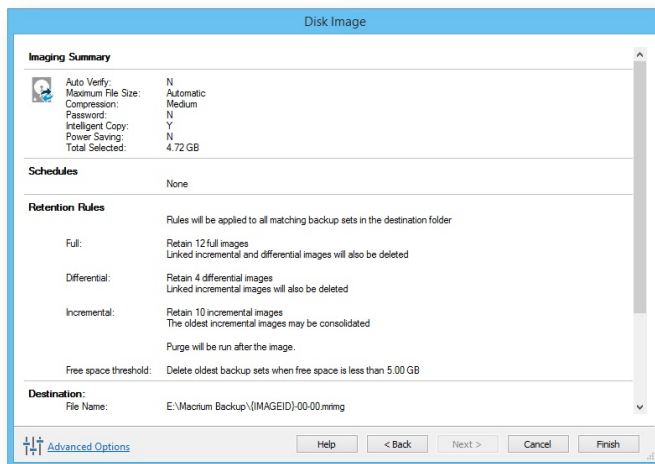 Disk Image
Imaging Summary
Auto Verify: N
Maximum File Size: Automatic
Compression: Medium
Password: N
Intelligent Copy: Y
Power Saving: N
Total Selected: 4.72 GB
Schedules
None
Retention Rules
Rules will be applied to all matching backup sets in the destination folder
Full: Retain 12 full images
Linked incremental and differential images will also be deleted
Differential: Retain 4 differential images
Linked incremental images will also be deleted
Incremental: Retain 10 incremental images
The oldest incremental images may be consolidated
Purge will be run after the image.
Free space threshold: Delete oldest backup sets when free space is less than 5.00 GB
Destination:
File Name: E:\Macrium Backup\{IMAGEID}-00-00.mrimg
Advanced Options Help < Back Next > Cancel Finish